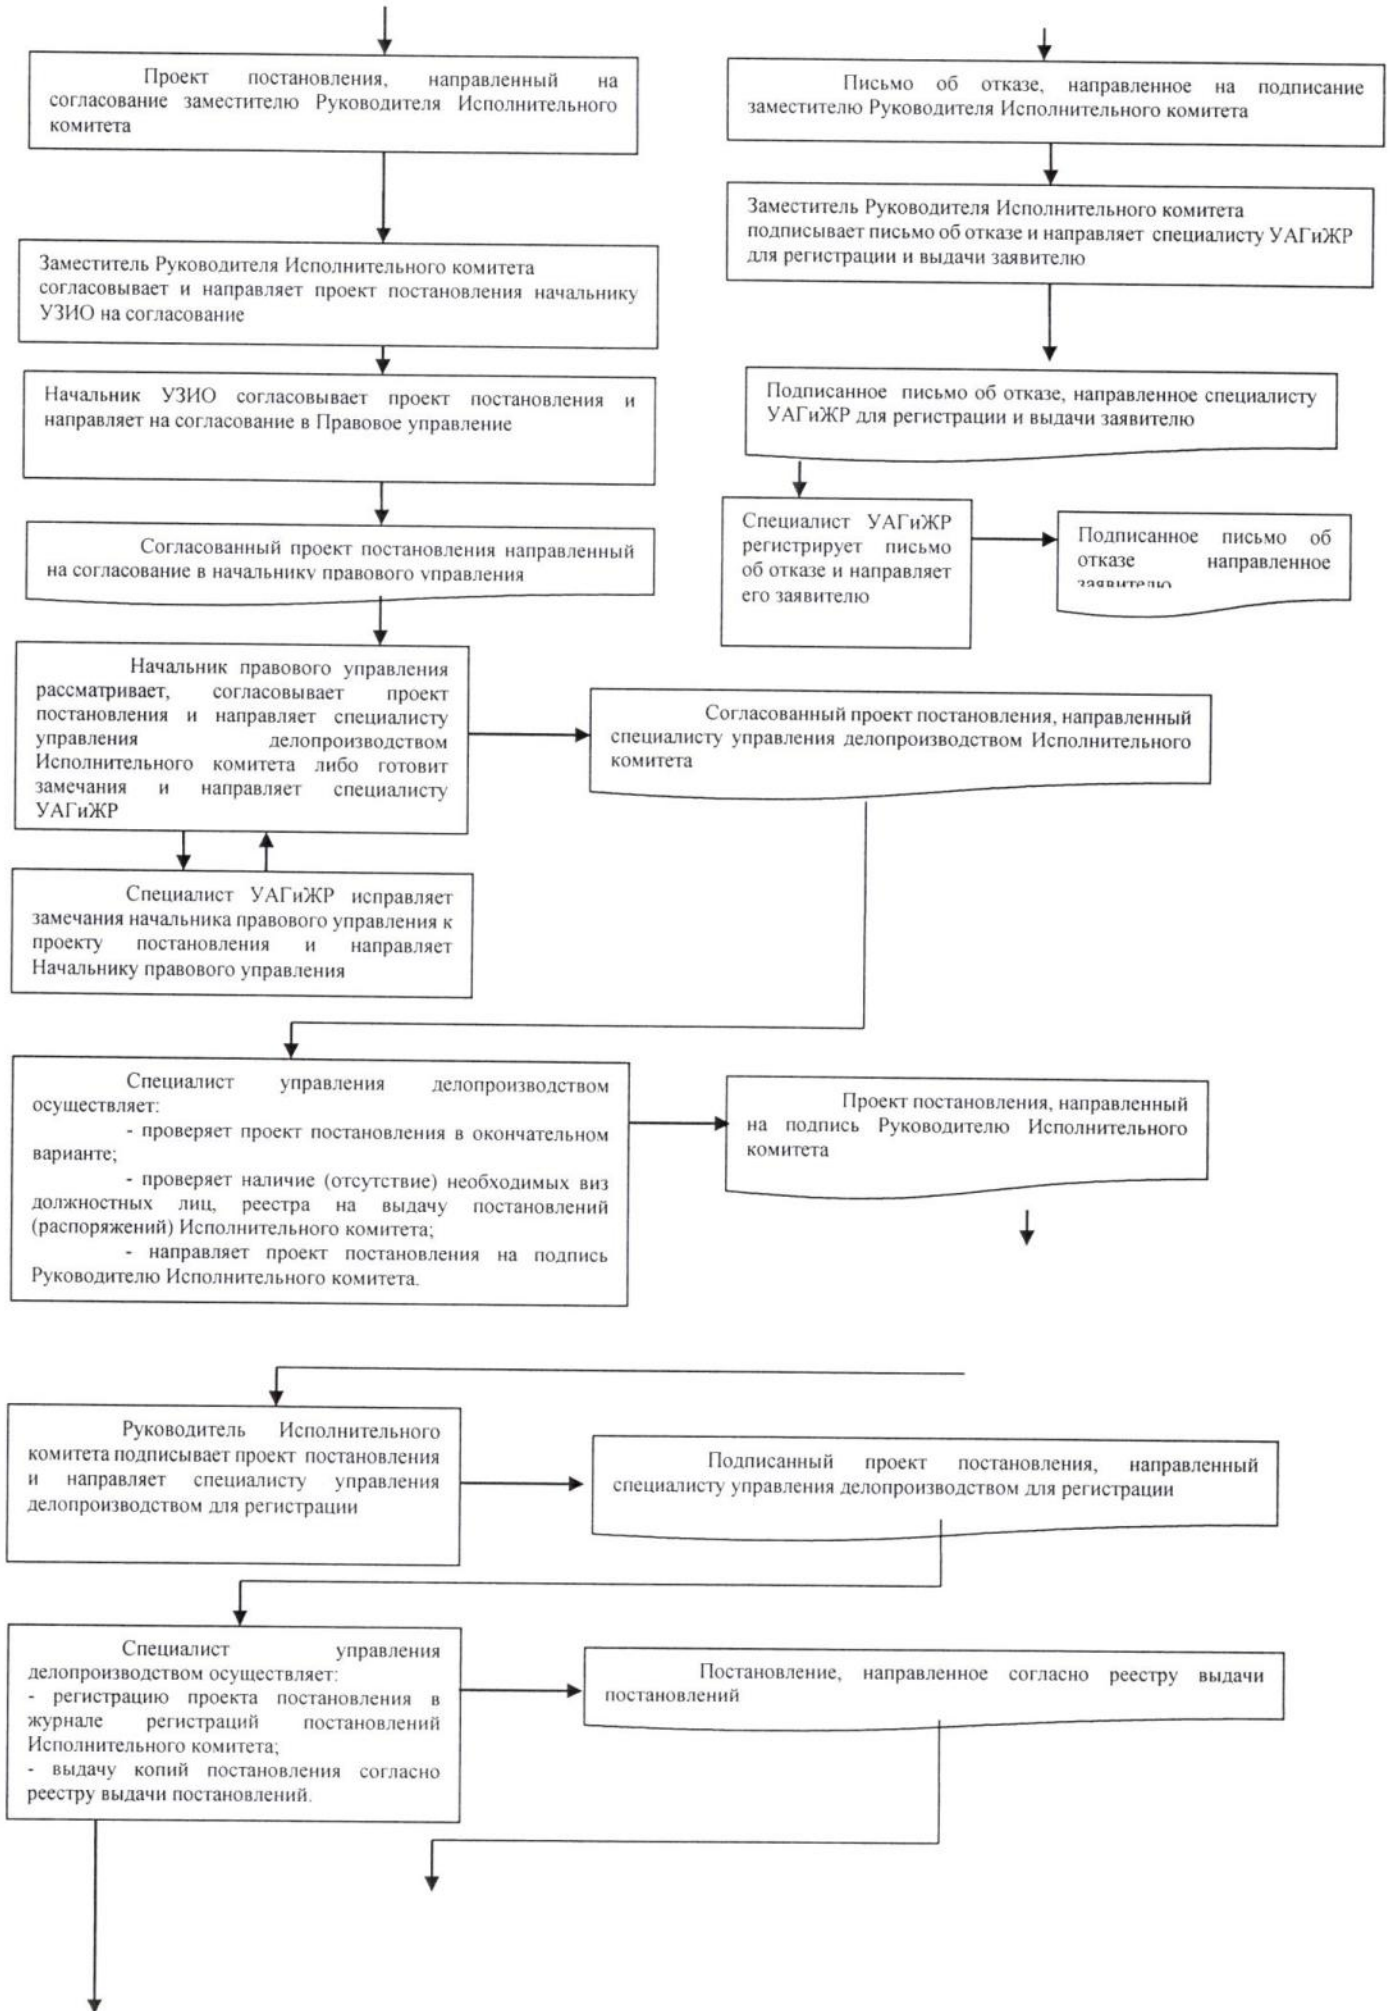 Проект постановления, направленный на
согласование заместителю Руководителя Исполнительного
комитета
Письмо об отказе, направленное на подписание
заместителю Руководителя Исполнительного комитета
Заместитель Руководителя Исполнительного комитета
подписывает письмо об отказе и направляет специалисту УАГиЖР
для регистрации и выдачи заявителю
Заместитель Руководителя Исполнительного комитета
согласовывает и направляет проект постановления начальнику
УЗИО на согласование
Начальник УЗИО согласовывает проект постановления и
направляет на согласование в Правовое управление
Подписанное письмо об отказе, направленное специалисту
УАГиЖР для регистрации и выдачи заявителю
Специалист УАГиЖР
регистрирует письмо
об отказе и направляет
его заявителю
Подписанное письмо об
отказе направленное
заявителю
Согласованный проект постановления направленный
на согласование в начальнику правового управления
Начальник правового управления
рассматривает, согласовывает проект
постановления и направляет специалисту
управления делопроизводством
Исполнительного комитета либо готовит
замечания и направляет специалисту
УАГиЖР
Согласованный проект постановления, направленный
специалисту управления делопроизводством Исполнительного
комитета
Специалист УАГиЖР исправляет
замечания начальника правового управления к
проекту постановления и направляет
Начальнику правового управления
Специалист управления делопроизводством
осуществляет:
- проверяет проект постановления в окончательном
варианте;
- проверяет наличие (отсутствие) необходимых виз
должностных лиц, реестра на выдачу постановлений
(распоряжений) Исполнительного комитета;
- направляет проект постановления на подпись
Руководителю Исполнительного комитета.
Проект постановления, направленный
на подпись Руководителю Исполнительного
комитета
Руководитель Исполнительного
комитета подписывает проект постановления
и направляет специалисту управления
делопроизводством для регистрации
Подписанный проект постановления, направленный
специалисту управления делопроизводством для регистрации
Специалист управления
делопроизводством осуществляет:
- регистрацию проекта постановления в
журнале регистраций постановлений
Исполнительного комитета;
- выдачу копий постановления согласно
реестру выдачи постановлений.
Постановление, направленное согласно реестру выдачи
постановлений